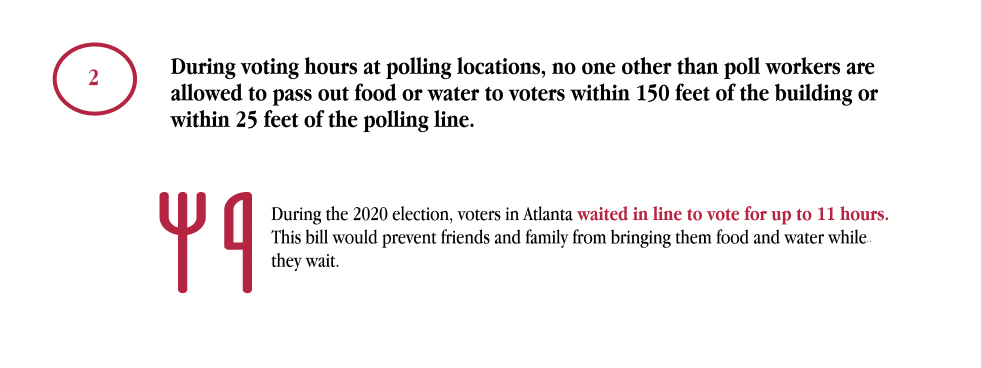 2
During voting hours at polling locations, no one other than poll workers are
allowed to pass out food or water to voters within 150 feet of the building or
within 25 feet of the polling line.
During the 2020 election, voters in Atlanta waited in line to vote for up to 11 hours.
This bill would prevent friends and family from bringing them food and water while
they wait.